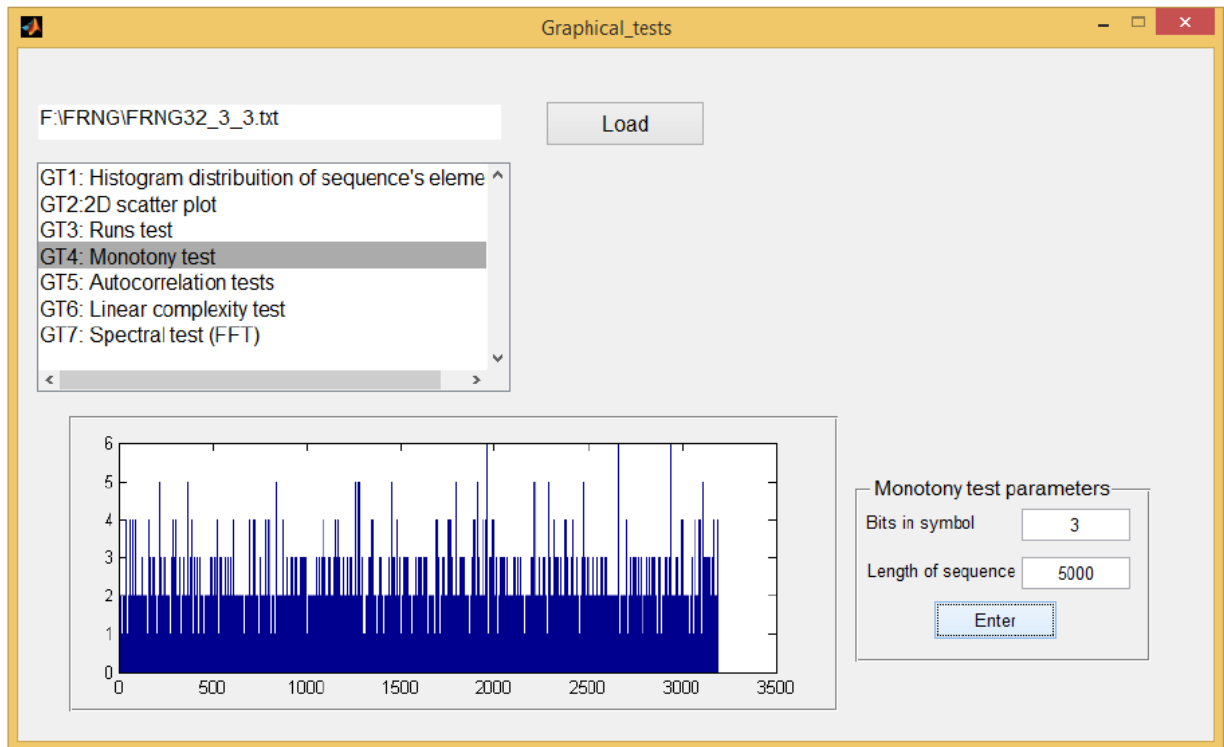 Graphical_tests
F:\FRNG\FRNG32_3_3.txt
Load
GT1: Histogram distribuition of sequence's eleme
GT2:2D scatter plot
GT3: Runs test
GT4: Monotony test
GT5: Autocorrelation tests
GT6: Linear complexity test
GT7: Spectral test (FFT)
6
5
4
3
2
1
0
0 500 1000 1500 2000 2500 3000 3500
Monotony test parameters
Bits in symbol 3
Length of sequence 5000
Enter